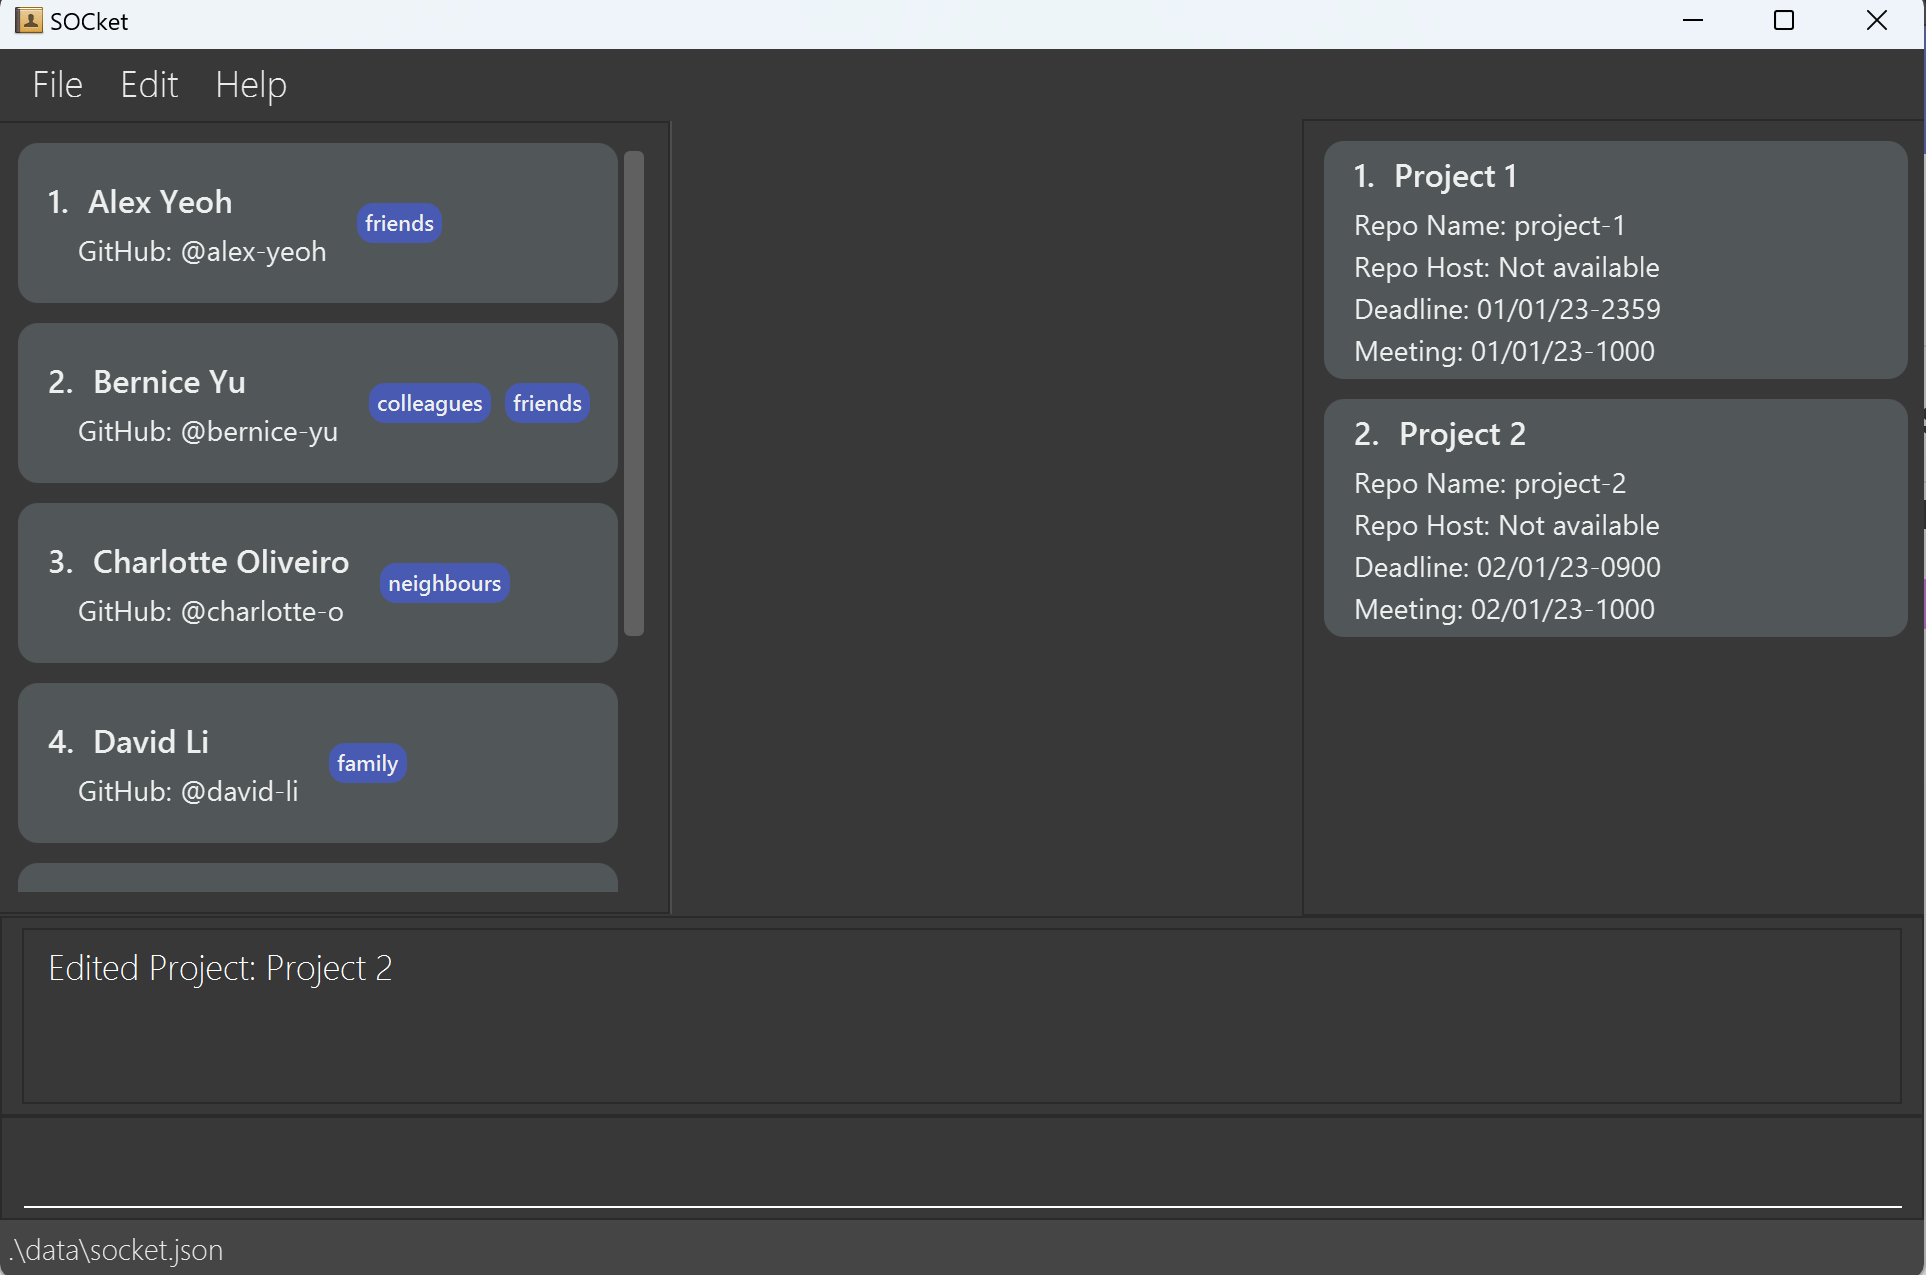 SOCket
File Edit Help
1. Alex Yeoh
GitHub: @alex-yeoh
friends
2. Bernice Yu
GitHub: @bernice-yu
colleagues friends
3. Charlotte Oliveiro
GitHub: @charlotte-o
neighbours
4. David Li
GitHub: @david-li
family
1. Project 1
Repo Name: project-1
Repo Host: Not available
Deadline: 01/01/23-2359
Meeting: 01/01/23-1000
2. Project 2
Repo Name: project-2
Repo Host: Not available
Deadline: 02/01/23-0900
Meeting: 02/01/23-1000
Edited Project: Project 2
.\data\socket.json